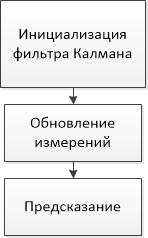 Инициализация
фильтра Калмана
Обновление
измерений
Предсказание